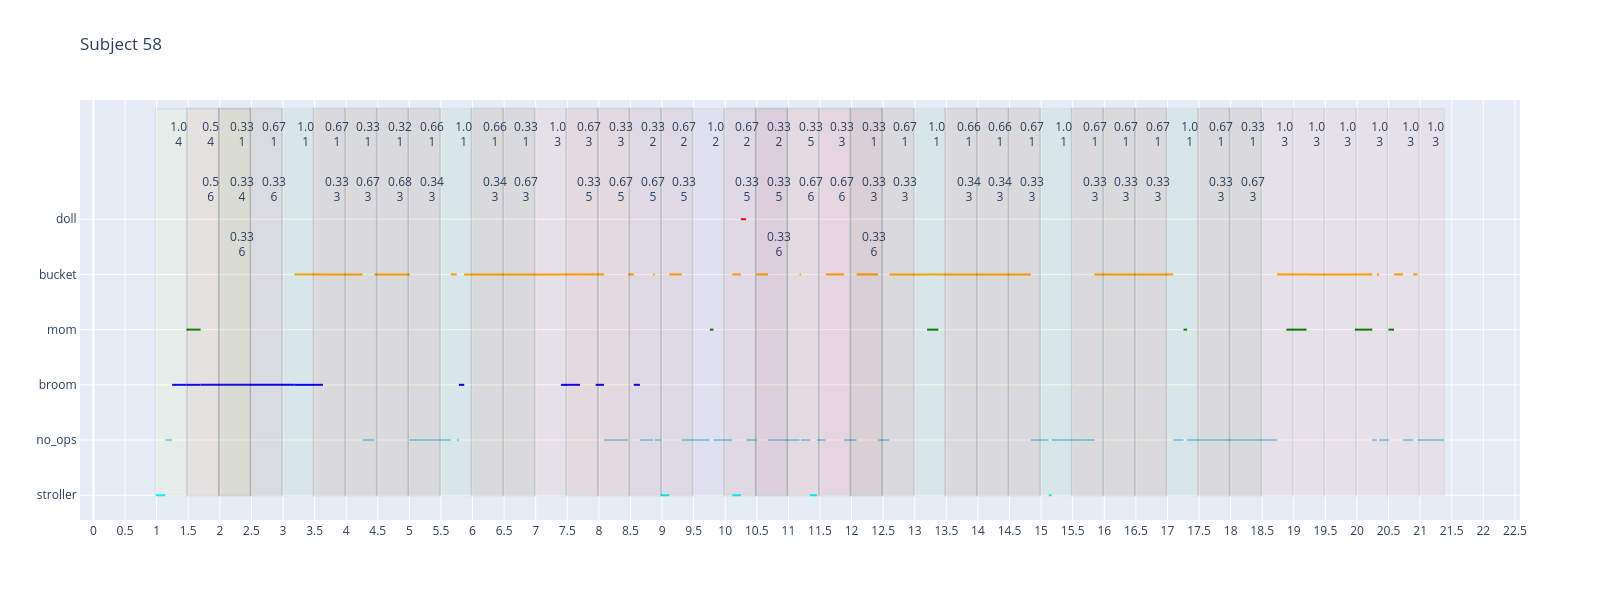 Subject 58
1.0 0.5 0.33 0.67 1.0 0.67 0.33 0.32 0.66 1.0 0.66 0.33 1.0 0.67 0.33 0.33 0.67 1.0 0.67 0.33 0.33 0.33 0.33 0.67 1.0 0.66 0.66 0.67 1.0 0.67 0.67 0.67 1.0 0.67 0.33 1.0 1.0 1.0 1.0 1.0 1.0
4 4 1 1 1 1 1 1 1 1 1 1 3 3 3 2 2 2 2 2 5 3 1 1 1 1 1 1 1 1 1 1 1 1 1 3 3 3 3 3 3
0.5 0.33 0.33 0.33 0.67 0.68 0.34 0.34 0.67 0.33 0.67 0.67 0.33 0.33 0.33 0.67 0.67 0.33 0.33 0.34 0.34 0.33 0.33 0.33 0.33 0.33 0.67
6 4 6 3 3 3 3 3 3 5 5 5 5 5 5 6 6 3 3 3 3 3 3 3 3 3 3
doll
0.33 0.33 0.33
6 6 6
bucket
mom
broom
no_ops
stroller
0 0.5 1 1.5 2 2.5 3 3.5 4 4.5 5 5.5 6 6.5 7 7.5 8 8.5 9 9.5 10 10.5 11 11.5 12 12.5 13 13.5 14 14.5 15 15.5 16 16.5 17 17.5 18 18.5 19 19.5 20 20.5 21 21.5 22 22.5